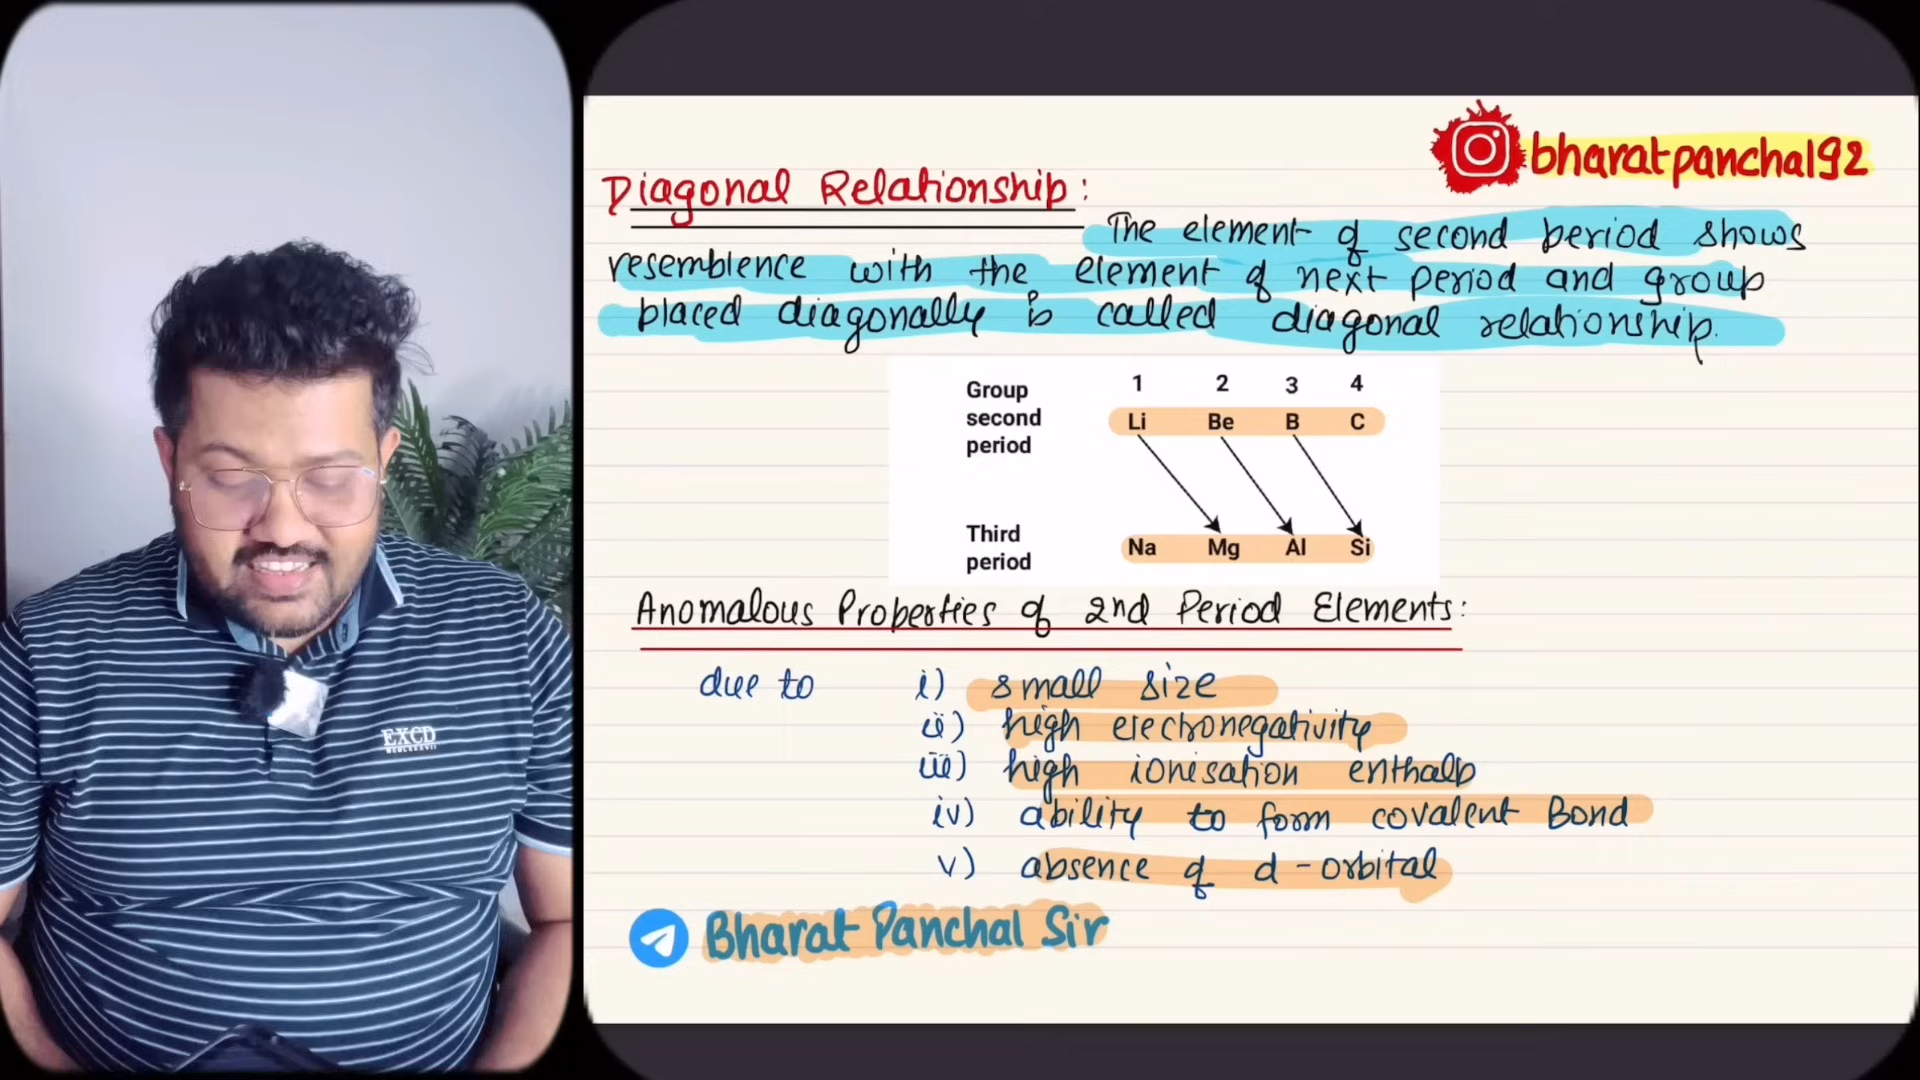 bharatpanchal92
Diagonal Relationship:
The element of second period shows
resemblence with the element of next period and group
placed diagonally is called diagonal relationship.
Group 1 2 3 4
second Li Be B C
period
Third Na Mg Al Si
period
Anomalous Properties of 2nd Period Elements:
due to i) small size
ii) high electronegativity
iii) high ionisation enthalp
iv) ability to form covalent Bond
v) absence of d-orbital
Bharat Panchal Sir
EXCD